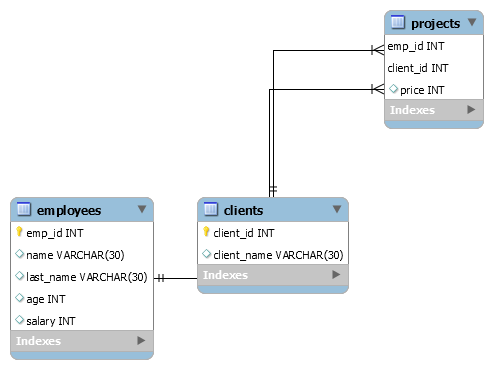 projects
emp_id INT
client_id INT
price INT
Indexes
employees
emp_id INT
name VARCHAR(30)
last_name VARCHAR(30)
age INT
salary INT
Indexes
clients
client_id INT
client_name VARCHAR(30)
Indexes